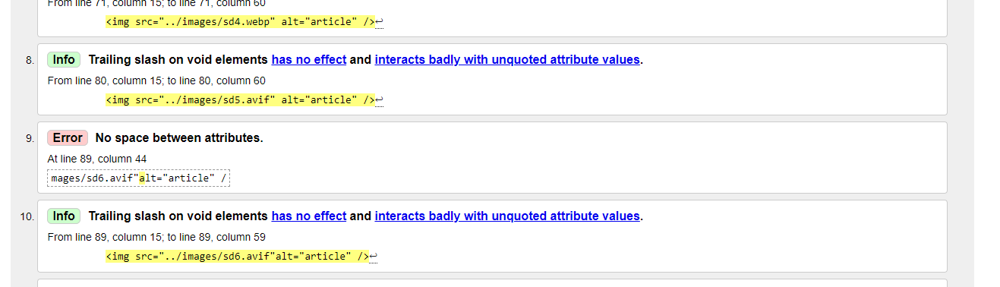 From line 71, column 15; to line 71, column 60
<img src="../images/sd4.webp" alt="article" />↩
8. Info Trailing slash on void elements has no effect and interacts badly with unquoted attribute values.
From line 80, column 15; to line 80, column 60
<img src="../images/sd5.avif" alt="article" />↩
9. Error No space between attributes.
At line 89, column 44
mages/sd6.avif"alt="article" /
10. Info Trailing slash on void elements has no effect and interacts badly with unquoted attribute values.
From line 89, column 15; to line 89, column 59
<img src="../images/sd6.avif"alt="article" />↩